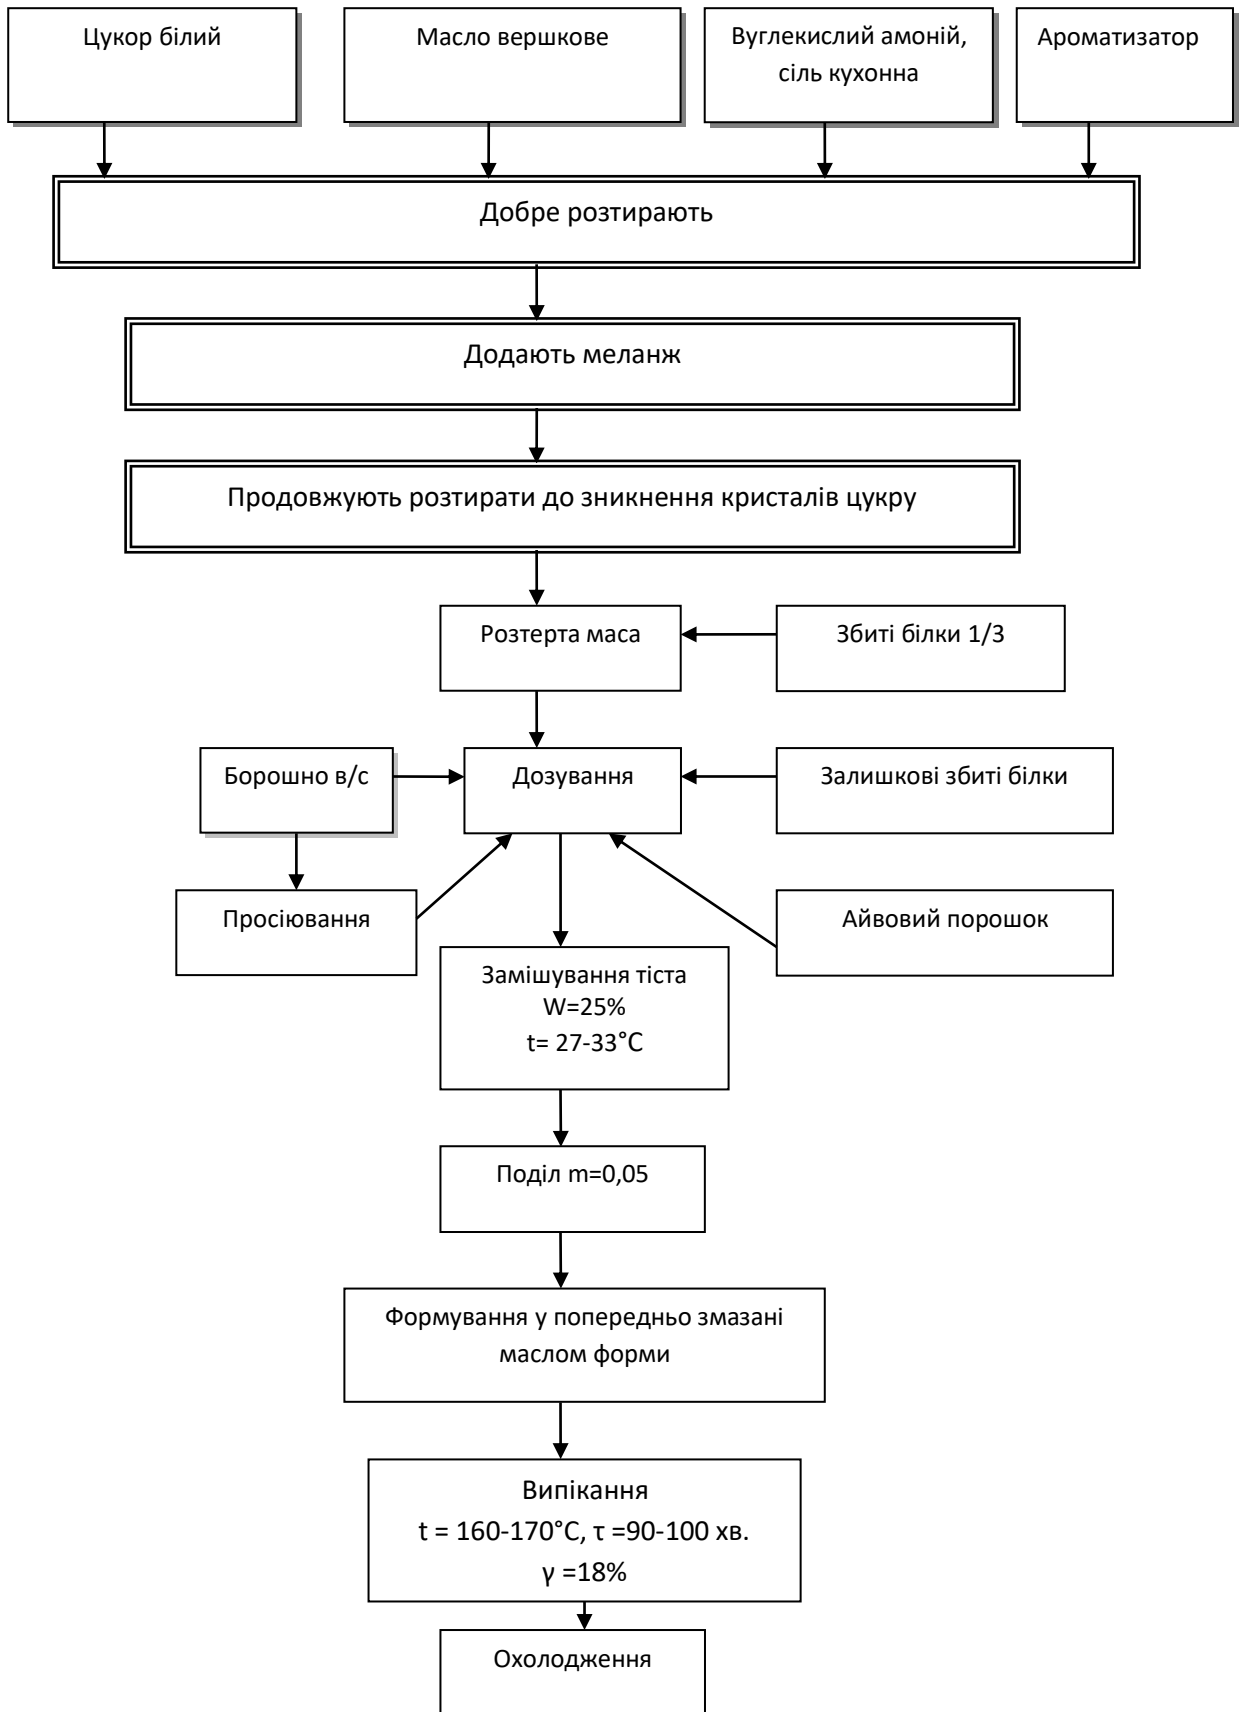 Цукор білий
Масло вершкове
Вуглекислий амоній,
сіль кухонна
Ароматизатор
Добре розтирають
Додають меланж
Продовжують розтирати до зникнення кристалів цукру
Розтерта маса
Збиті білки 1/3
Борошно в/с
Дозування
Залишкові збиті білки
Просіювання
Айвовий порошок
Замішування тіста
W=25%
t= 27-33°С
Поділ m=0,05
Формування у попередньо змазані
маслом форми
Випікання
t = 160-170°С, τ =90-100 хв.
γ =18%
Охолодження